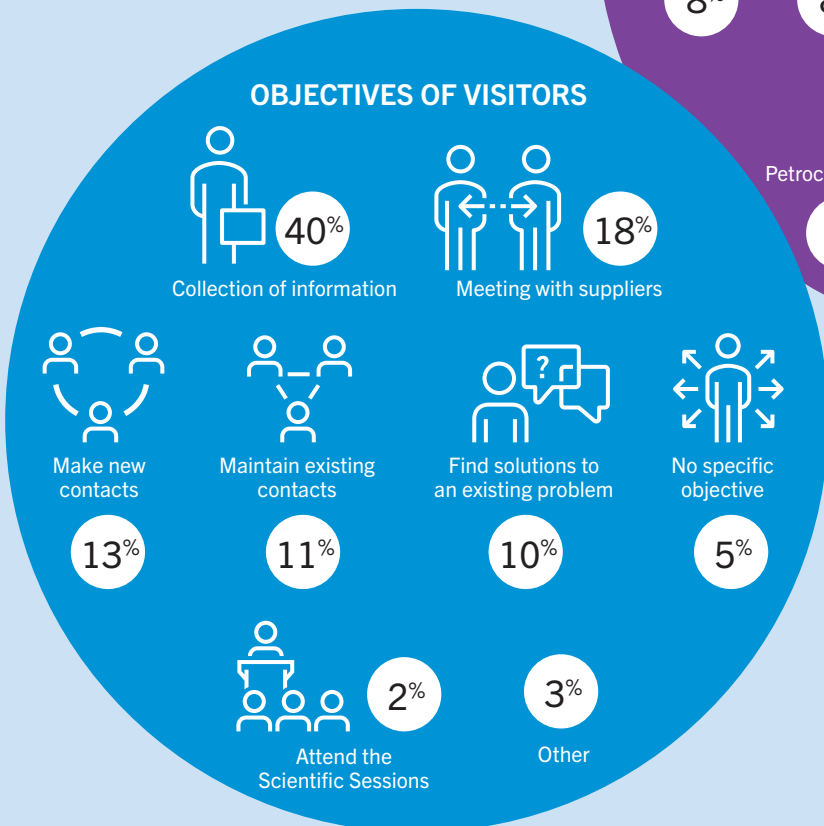 8%
OBJECTIVES OF VISITORS
40%
18%
Collection of information
Meeting with suppliers
?
Make new
contacts
Maintain existing
contacts
Find solutions to
an existing problem
No specific
objective
13%
11%
10%
5%
2%
3%
Attend the
Scientific Sessions
Other